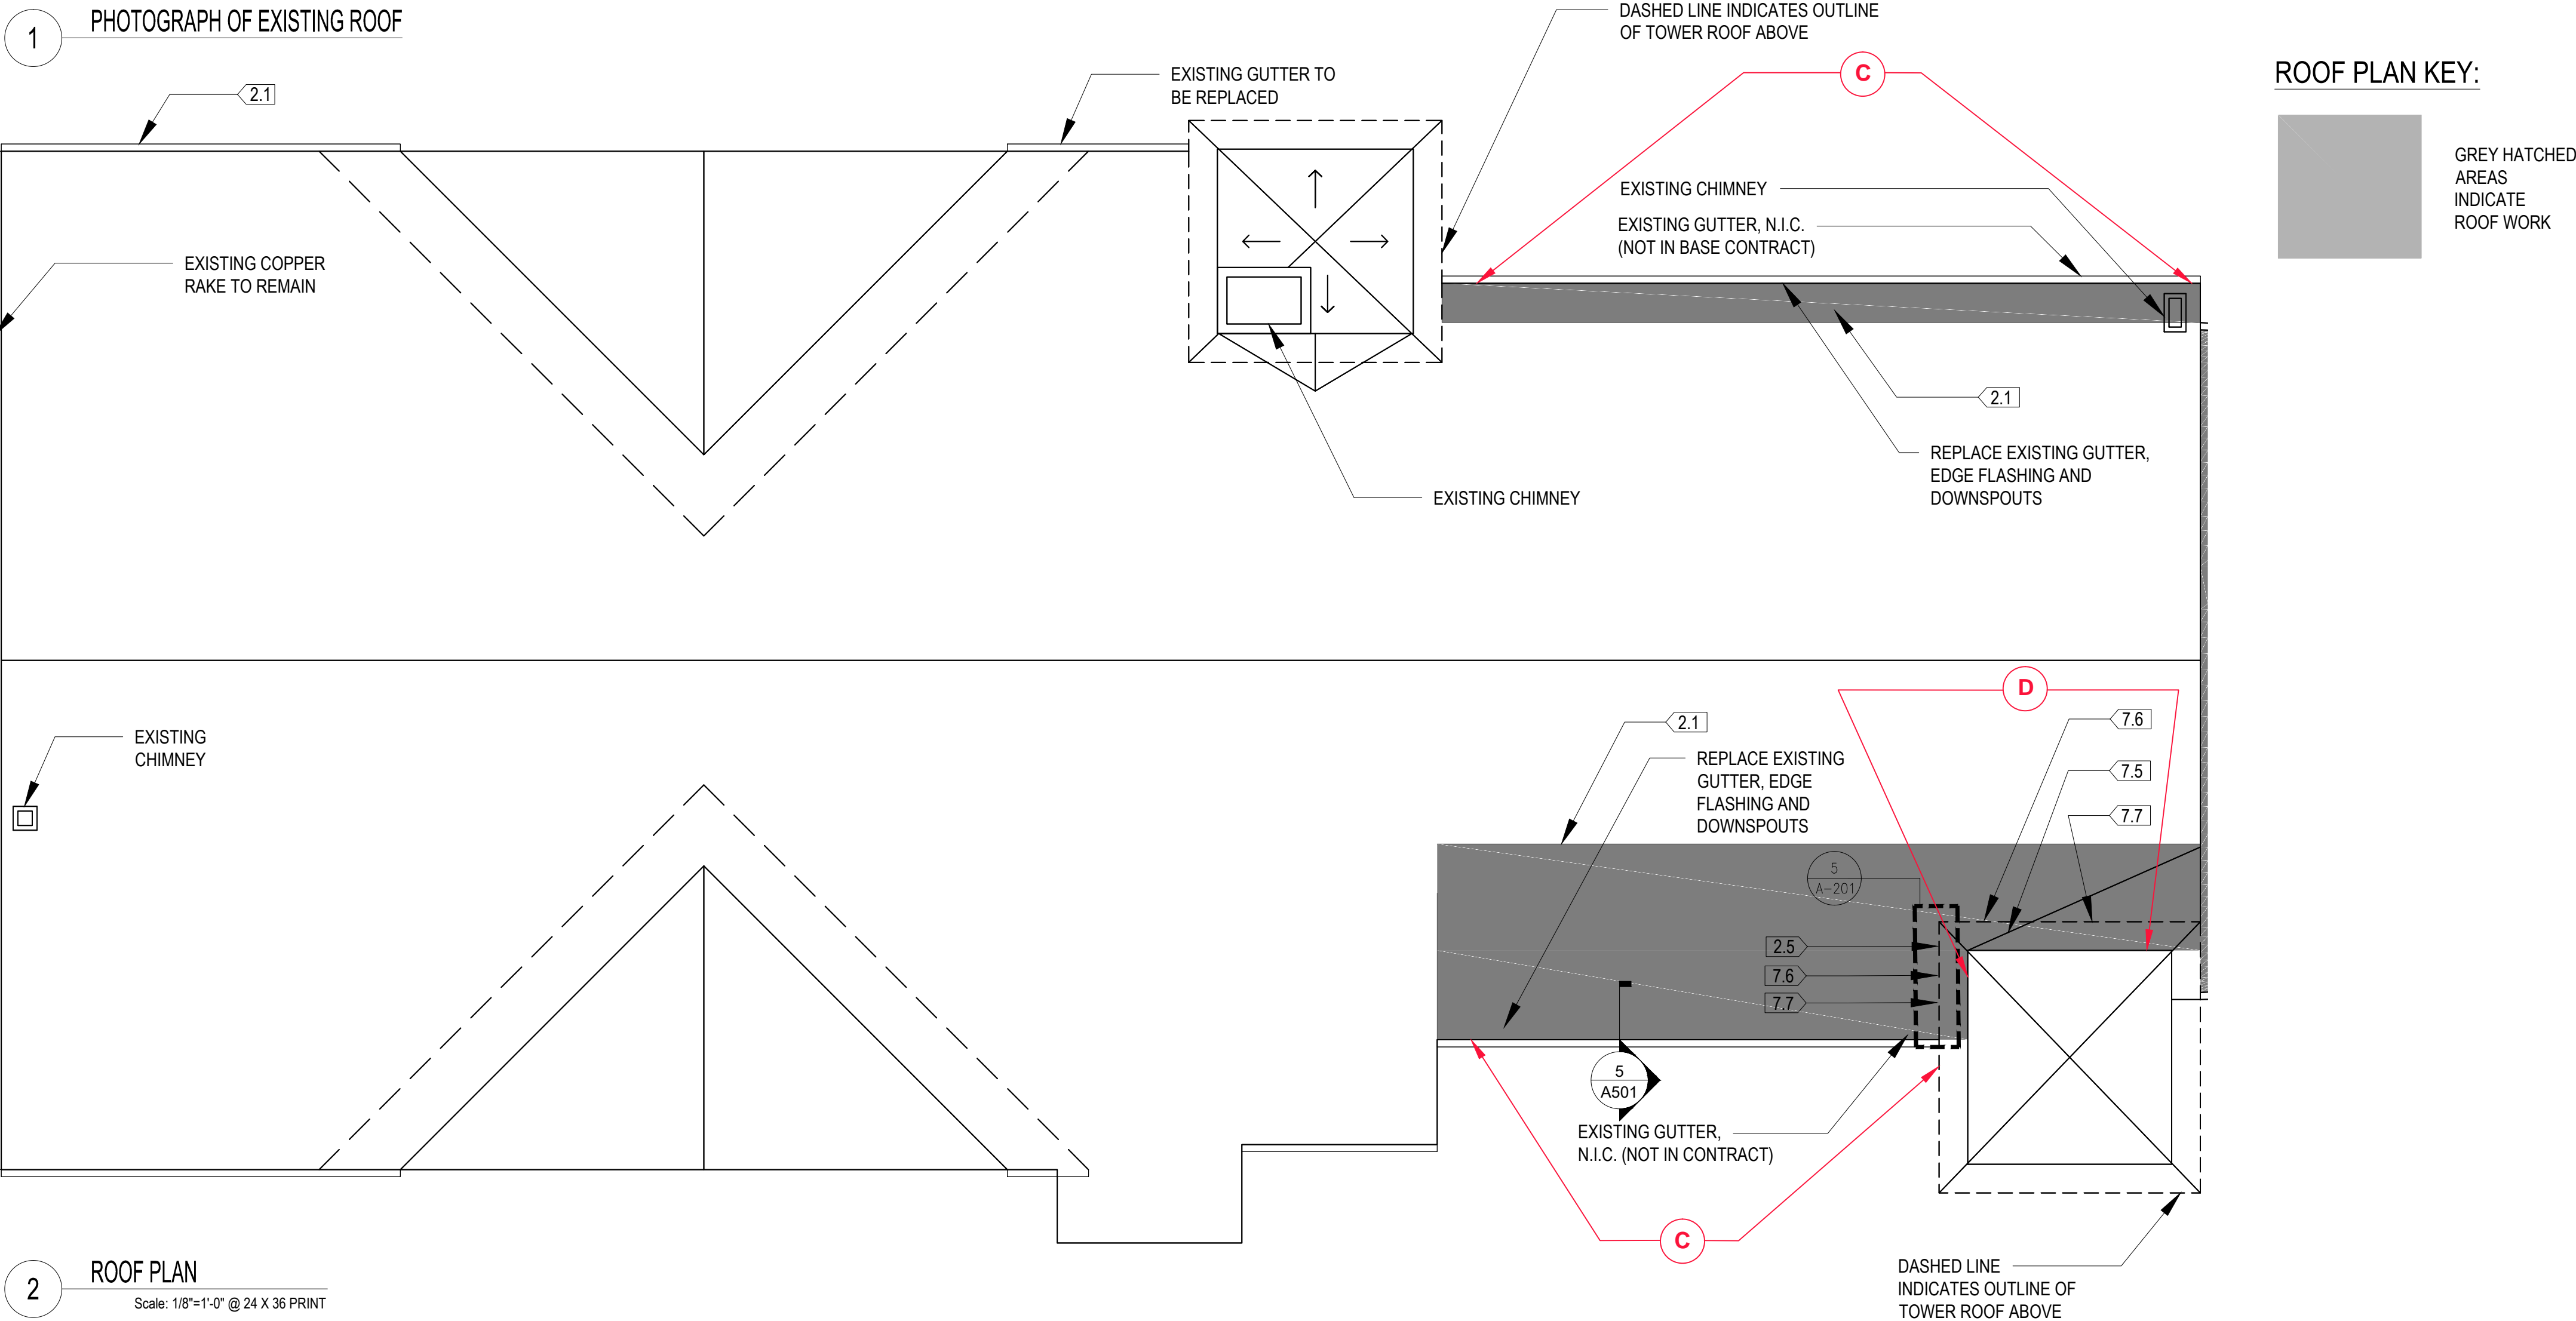 1
PHOTOGRAPH OF EXISTING ROOF
DASHED LINE INDICATES OUTLINE
OF TOWER ROOF ABOVE
C
ROOF PLAN KEY:
EXISTING GUTTER TO
BE REPLACED
2.1
GREY HATCHED
AREAS
INDICATE
ROOF WORK
EXISTING CHIMNEY
EXISTING GUTTER, N.I.C.
(NOT IN BASE CONTRACT)
EXISTING COPPER
RAKE TO REMAIN
2.1
REPLACE EXISTING GUTTER,
EDGE FLASHING AND
DOWNSPOUTS
EXISTING CHIMNEY
D
2.1
7.6
EXISTING
CHIMNEY
REPLACE EXISTING
GUTTER, EDGE
FLASHING AND
DOWNSPOUTS
7.5
7.7
5
A-201
2.5
7.6
7.7
5
A501
EXISTING GUTTER,
N.I.C. (NOT IN CONTRACT)
C
DASHED LINE
INDICATES OUTLINE OF
TOWER ROOF ABOVE
2
ROOF PLAN
Scale: 1/8"=1'-0" @ 24 X 36 PRINT